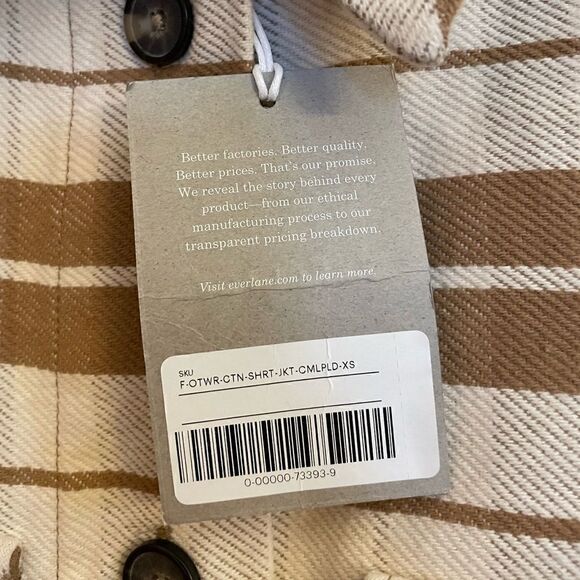 Better factories. Better quality.
Better prices. That's our promise.
We reveal the story behind every
product—from our ethical
manufacturing process to our
transparent pricing breakdown.
Visit everlane.com to learn more.
SKU
F-OTWR-CTN-SHRT-JKT-CMLPLD-XS
0-00000-73393-9